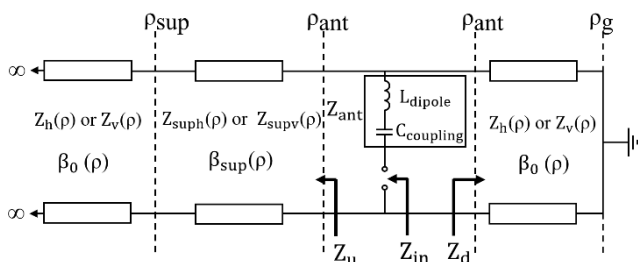 ρsup ρant ρant ρg
∞
Zant
Ldipole
Ccoupling
Zh(ρ) or Zv(ρ) Zsuph(ρ) or Zsupv(ρ) Zh(ρ) or Zv(ρ)
β0 (ρ) βsup(ρ) β0 (ρ)
∞
Zu Zin Zd